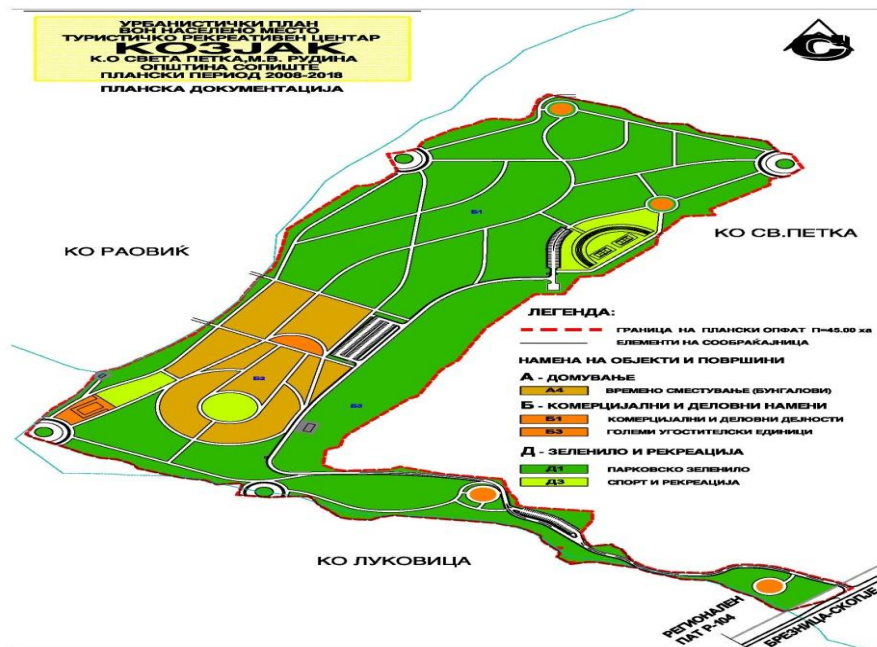 УРБАНИСТИЧКИ ПЛАН
ВОН НАСЕЛЕНО МЕСТО
ТУРИСТИЧКО РЕКРЕАТИВЕН ЦЕНТАР
КОЗЈАК
К.О СВЕТА ПЕТКА,М.В. РУДИНА
ОПШТИНА СОПИШТЕ
ПЛАНСКИ ПЕРИОД 2008-2018
ПЛАНСКА ДОКУМЕНТАЦИЈА
Б1
КО РАОВИЌ
КО СВ.ПЕТКА
ЛЕГЕНДА:
ГРАНИЦА НА ПЛАНСКИ ОПФАТ П=45.00 ха
ЕЛЕМЕНТИ НА СООБРАЌАЈНИЦА
НАМЕНА НА ОБЈЕКТИ И ПОВРШИНИ
А - ДОМУВАЊЕ
А4 ВРЕМЕНО СМЕСТУВАЊЕ (БУНГАЛОВИ)
Б - КОМЕРЦИЈАЛНИ И ДЕЛОВНИ НАМЕНИ
Б1 КОМЕРЦИЈАЛНИ И ДЕЛОВНИ ДЕЈНОСТИ
Б3 ГОЛЕМИ УГОСТИТЕЛСКИ ЕДИНИЦИ
Д - ЗЕЛЕНИЛО И РЕКРЕАЦИЈА
Д1 ПАРКОВСКО ЗЕЛЕНИЛО
Д3 СПОРТ И РЕКРЕАЦИЈА
КО ЛУКОВИЦА
РЕГИОНАЛЕН
ПАТ Р-104
БРЕЗНИЦА-СКОПЈЕ